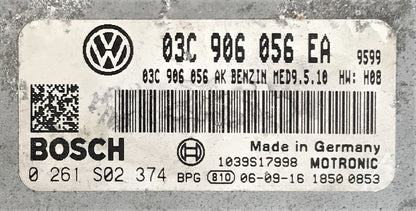 03C 906 056 EA 9599
03C 906 056 AK BENZIN MED9.5.10 HW: H08
BOSCH
Made in Germany
1039S17998 MOTRONIC
0 261 S02 374 BPG 810 06-09-16 1850 0853